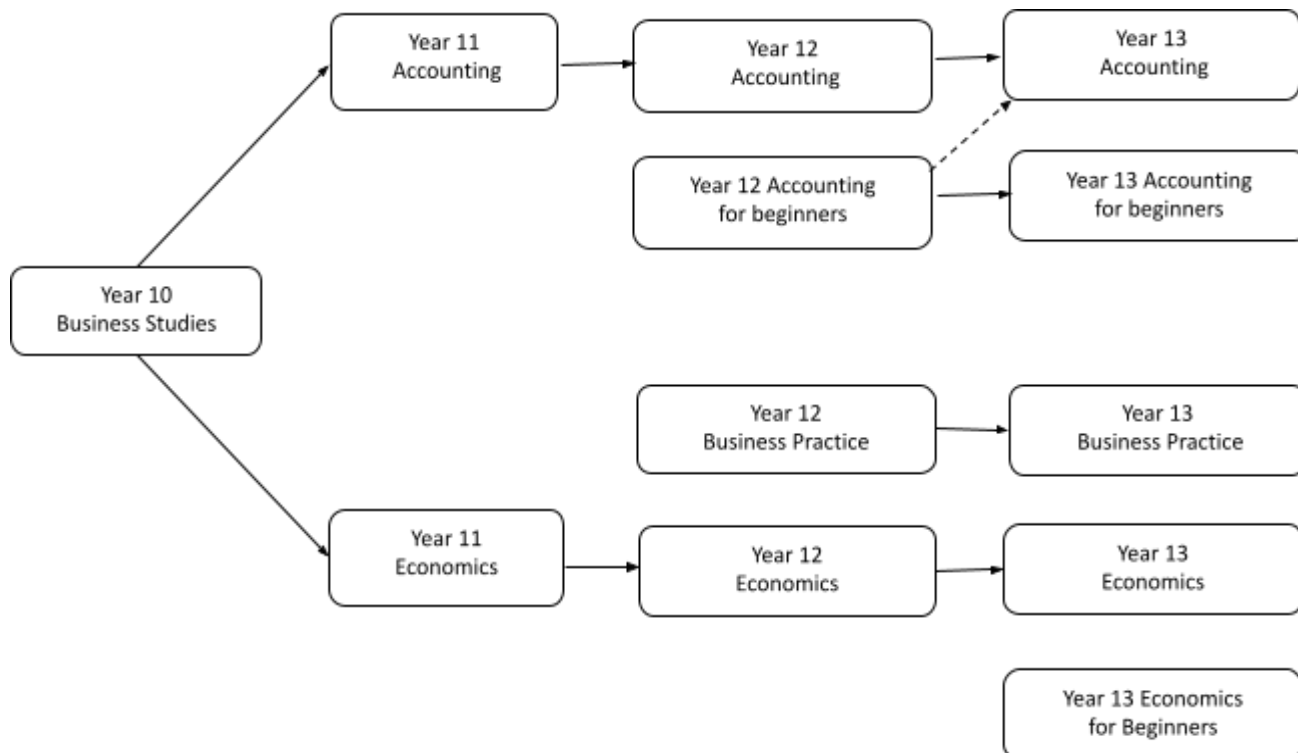 Year 11
Accounting
Year 12
Accounting
Year 13
Accounting
Year 12 Accounting
for beginners
Year 13 Accounting
for beginners
Year 10
Business Studies
Year 12
Business Practice
Year 13
Business Practice
Year 11
Economics
Year 12
Economics
Year 13
Economics
Year 13 Economics
for Beginners